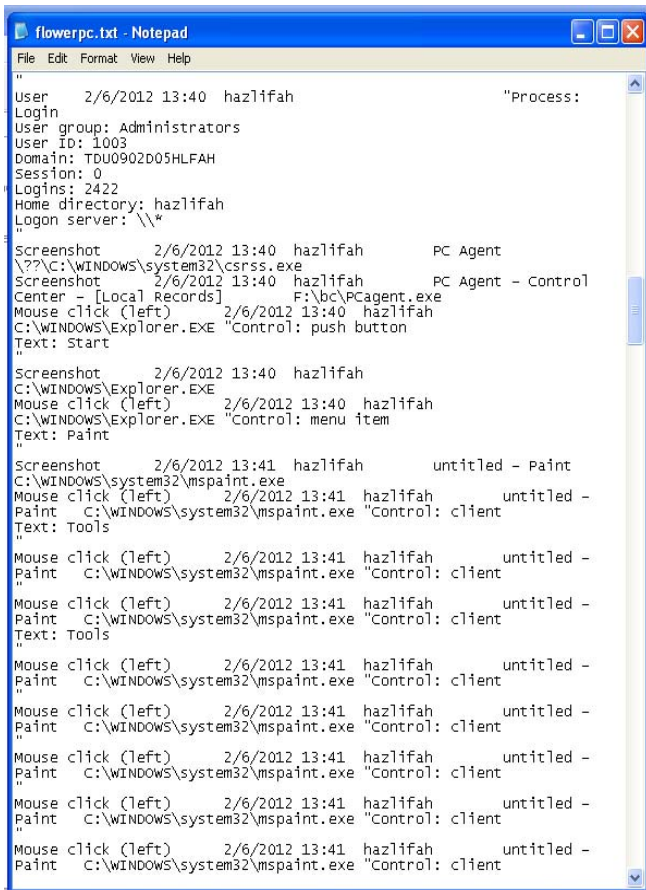 flowerpc.txt - Notepad
File Edit Format View Help
"
User 2/6/2012 13:40 hazlifah "Process:
Login
User group: Administrators
User ID: 1003
Domain: TDU0902D05HLFAH
Session: 0
Logins: 2422
Home directory: hazlifah
Logon server: \\*
"
Screenshot 2/6/2012 13:40 hazlifah PC Agent
\??\C:\WINDOWS\system32\csrss.exe
Screenshot 2/6/2012 13:40 hazlifah PC Agent - Control
Center - [Local Records] F:\bc\PCagent.exe
Mouse click (left) 2/6/2012 13:40 hazlifah
C:\WINDOWS\Explorer.EXE "Control: push button
Text: Start
"
Screenshot 2/6/2012 13:40 hazlifah
C:\WINDOWS\Explorer.EXE
Mouse click (left) 2/6/2012 13:40 hazlifah
C:\WINDOWS\Explorer.EXE "Control: menu item
Text: Paint
"
Screenshot 2/6/2012 13:41 hazlifah untitled - Paint
C:\WINDOWS\system32\mspaint.exe
Mouse click (left) 2/6/2012 13:41 hazlifah untitled -
Paint C:\WINDOWS\system32\mspaint.exe "Control: client
Text: Tools
"
Mouse click (left) 2/6/2012 13:41 hazlifah untitled -
Paint C:\WINDOWS\system32\mspaint.exe "Control: client
"
Mouse click (left) 2/6/2012 13:41 hazlifah untitled -
Paint C:\WINDOWS\system32\mspaint.exe "Control: client
Text: Tools
"
Mouse click (left) 2/6/2012 13:41 hazlifah untitled -
Paint C:\WINDOWS\system32\mspaint.exe "Control: client
"
Mouse click (left) 2/6/2012 13:41 hazlifah untitled -
Paint C:\WINDOWS\system32\mspaint.exe "Control: client
"
Mouse click (left) 2/6/2012 13:41 hazlifah untitled -
Paint C:\WINDOWS\system32\mspaint.exe "Control: client
"
Mouse click (left) 2/6/2012 13:41 hazlifah untitled -
Paint C:\WINDOWS\system32\mspaint.exe "Control: client
"
Mouse click (left) 2/6/2012 13:41 hazlifah untitled -
Paint C:\WINDOWS\system32\mspaint.exe "Control: client